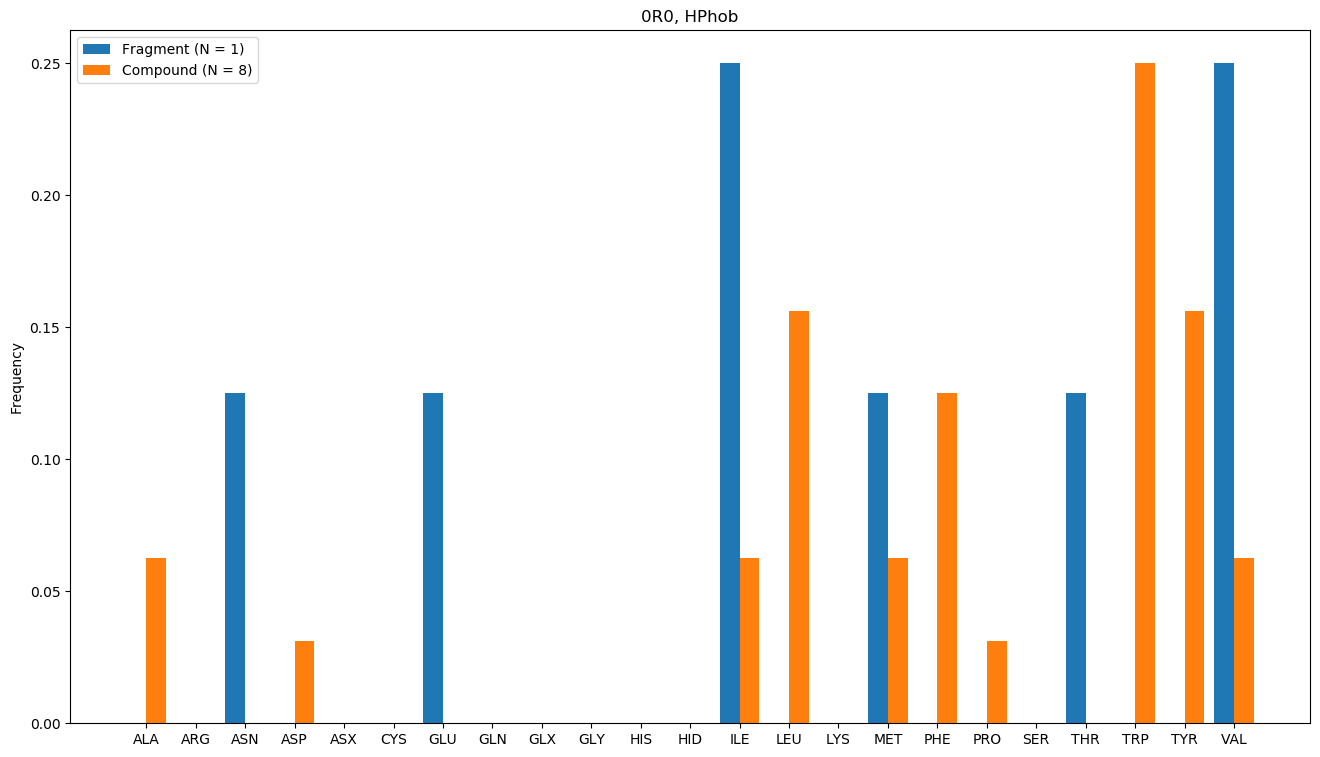 0R0, HPhob
Fragment (N = 1)
Compound (N = 8)
Frequency
0.25
0.20
0.15
0.10
0.05
0.00
ALA ARG ASN ASP ASX CYS GLU GLN GLX GLY HIS HID ILE LEU LYS MET PHE PRO SER THR TRP TYR VAL